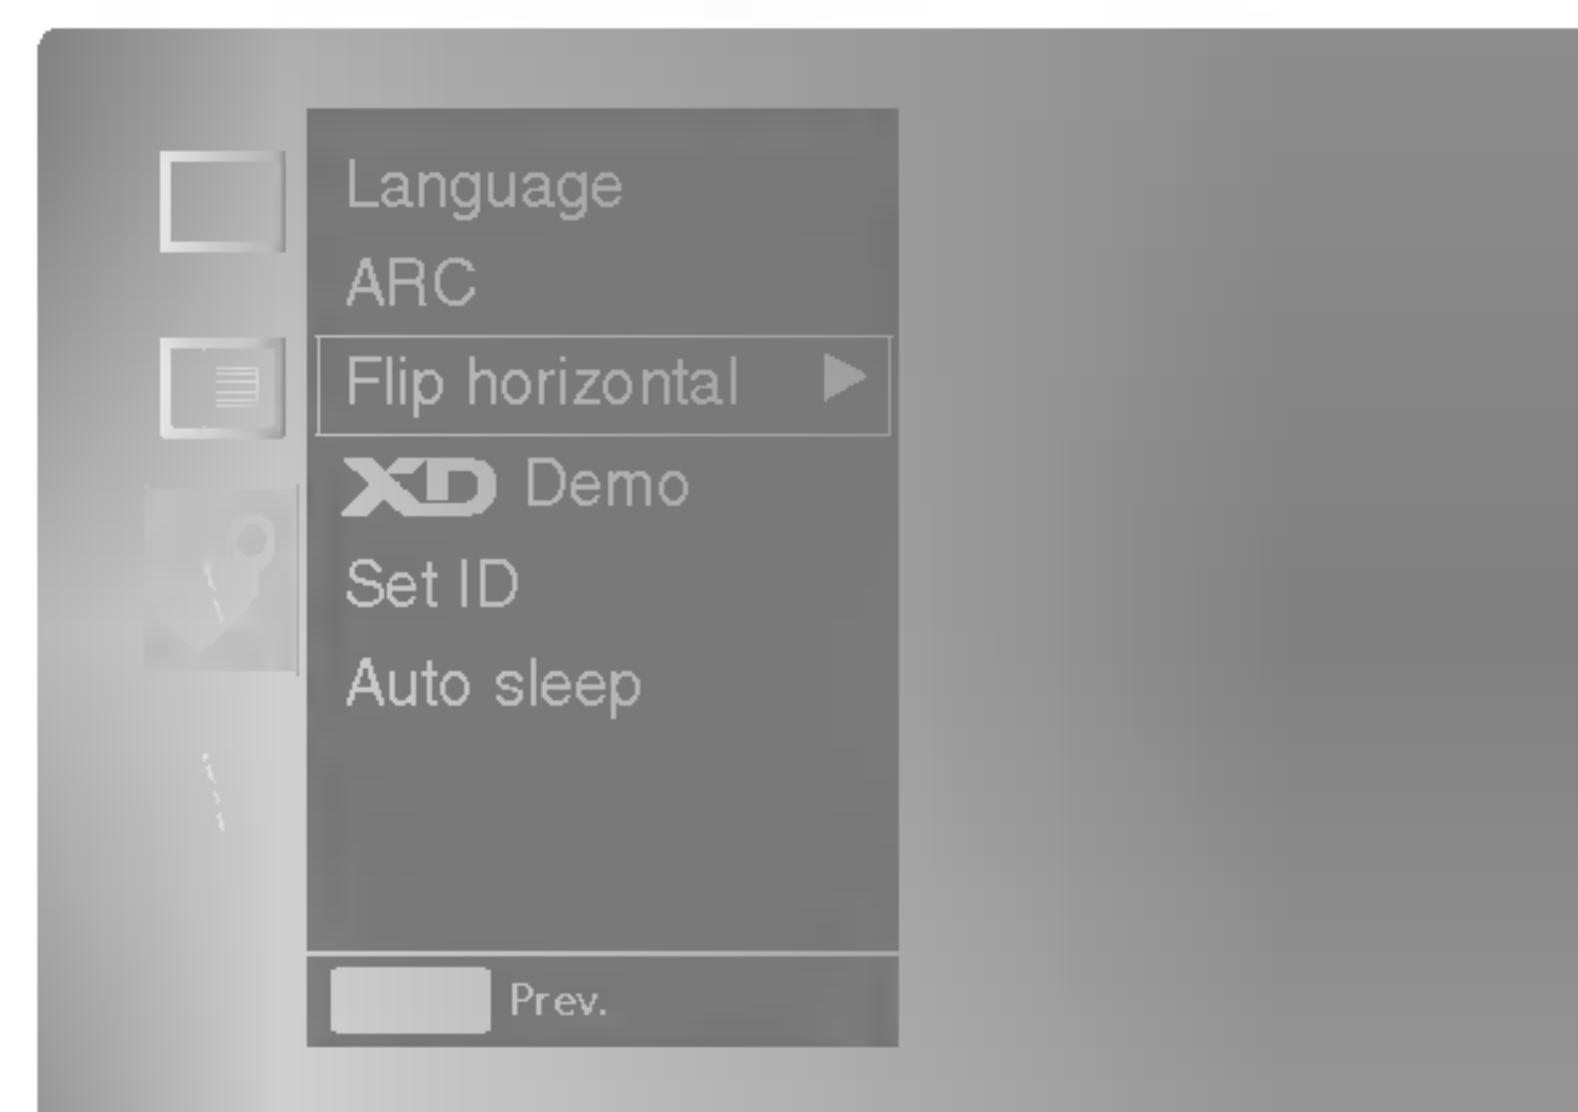 Language
ARC
Flip horizontal
XD Demo
Set ID
Auto sleep
Prev.